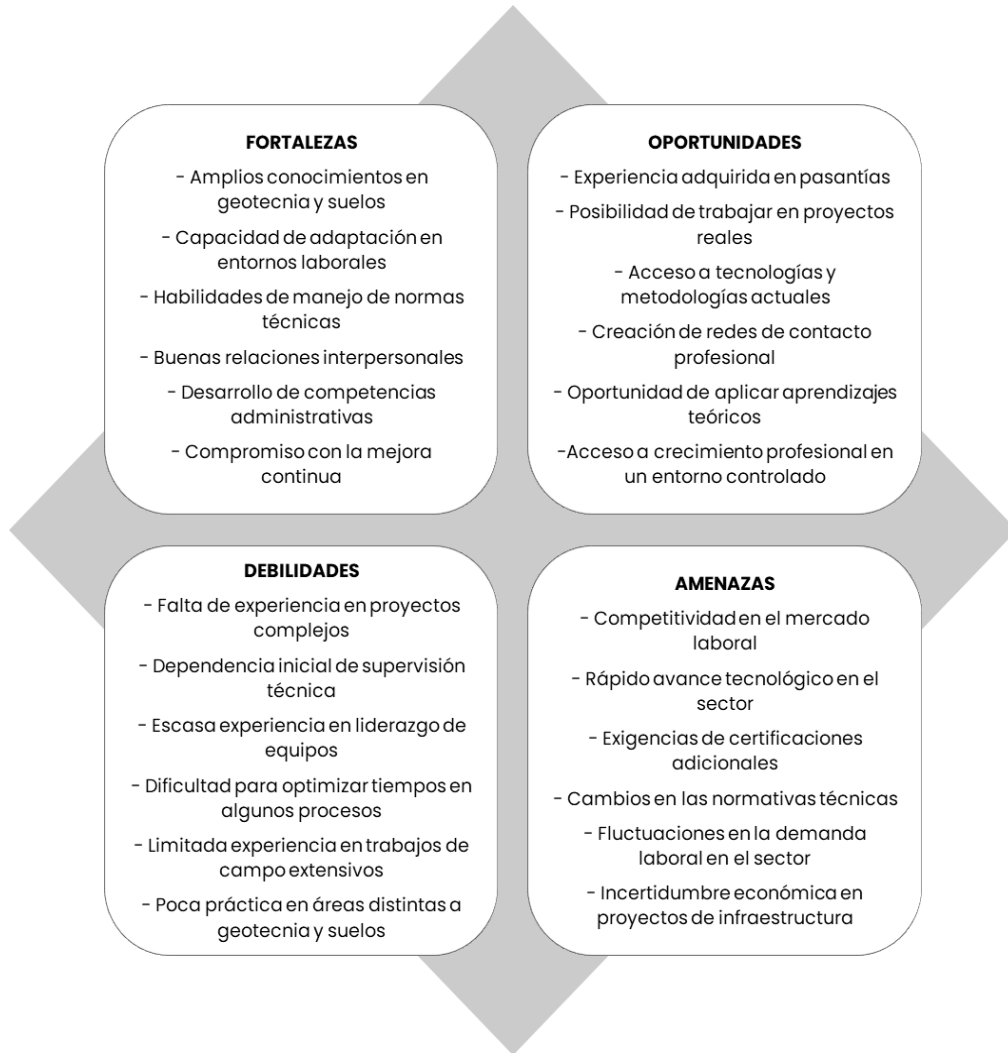 FORTALEZAS
- Amplios conocimientos en
geotecnia y suelos
- Capacidad de adaptación en
entornos laborales
- Habilidades de manejo de normas
técnicas
- Buenas relaciones interpersonales
- Desarrollo de competencias
administrativas
- Compromiso con la mejora
continua
OPORTUNIDADES
- Experiencia adquirida en pasantías
- Posibilidad de trabajar en proyectos
reales
- Acceso a tecnologías y
metodologías actuales
- Creación de redes de contacto
profesional
- Oportunidad de aplicar aprendizajes
teóricos
-Acceso a crecimiento profesional en
un entorno controlado
DEBILIDADES
- Falta de experiencia en proyectos
complejos
- Dependencia inicial de supervisión
técnica
- Escasa experiencia en liderazgo de
equipos
- Dificultad para optimizar tiempos en
algunos procesos
- Limitada experiencia en trabajos de
campo extensivos
- Poca práctica en áreas distintas a
geotecnia y suelos
AMENAZAS
- Competitividad en el mercado
laboral
- Rápido avance tecnológico en el
sector
- Exigencias de certificaciones
adicionales
- Cambios en las normativas técnicas
- Fluctuaciones en la demanda
laboral en el sector
- Incertidumbre económica en
proyectos de infraestructura